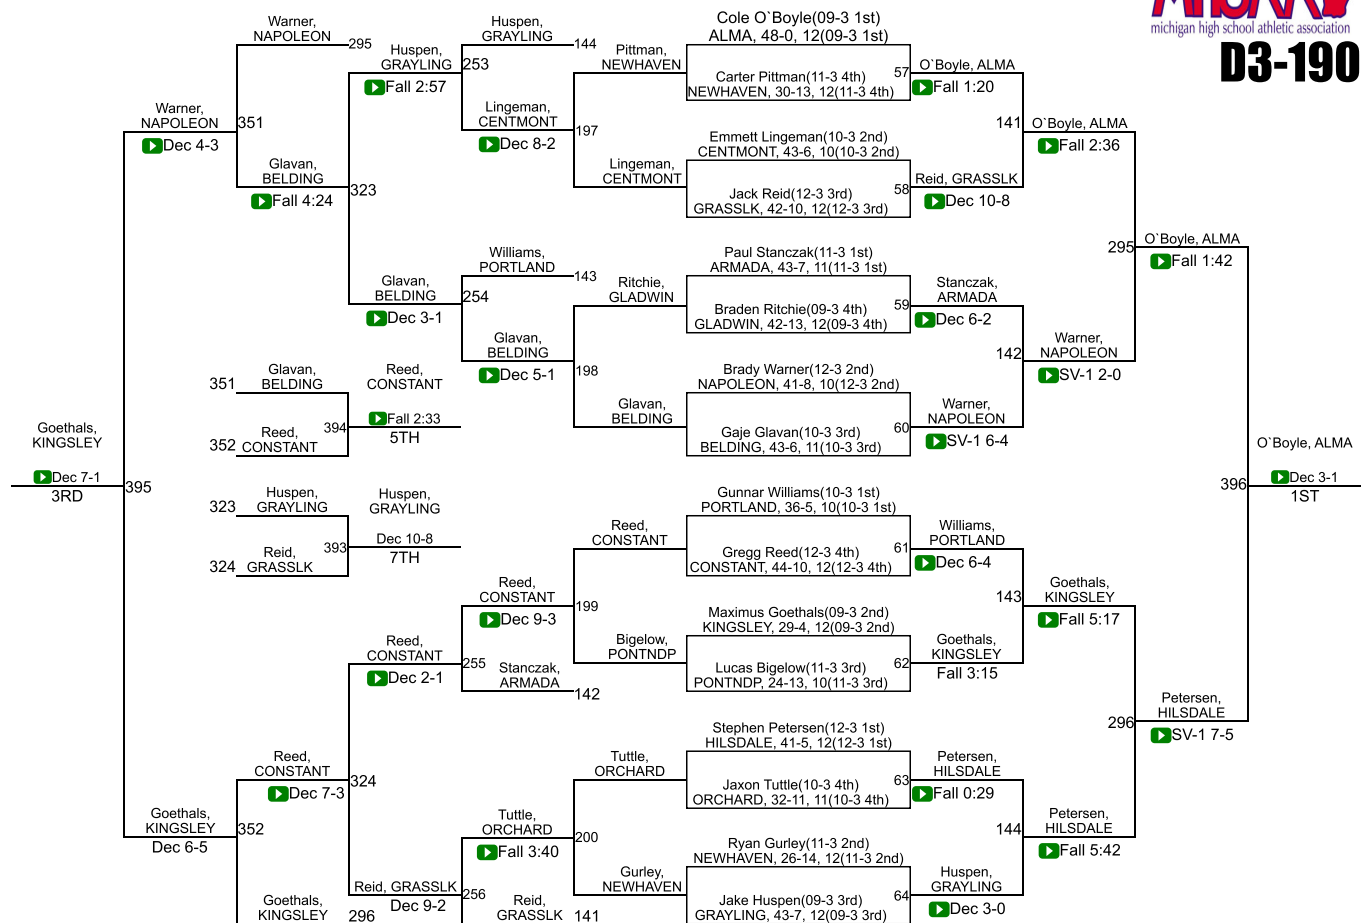 MHSAA
michigan high school athletic association
D3-190
Warner,
NAPOLEON
295
Huspen,
GRAYLING
Fall 2:57
Huspen,
GRAYLING
144
253
Lingeman,
CENTMONT
Dec 8-2
Pittman,
NEWHAVEN
197
Lingeman,
CENTMONT
Cole O`Boyle(09-3 1st)
ALMA, 48-0, 12(09-3 1st)
Carter Pittman(11-3 4th)
NEWHAVEN, 30-13, 12(11-3 4th)
57
O`Boyle, ALMA
Fall 1:20
Emmett Lingeman(10-3 2nd)
CENTMONT, 43-6, 10(10-3 2nd)
Jack Reid(12-3 3rd)
GRASSLK, 42-10, 12(12-3 3rd)
58
Reid, GRASSLK
Dec 10-8
141
O`Boyle, ALMA
Fall 2:36
Warner,
NAPOLEON
Dec 4-3
351
Glavan,
BELDING
Fall 4:24
323
Glavan,
BELDING
Dec 3-1
Williams,
PORTLAND
143
254
Glavan,
BELDING
Dec 5-1
Ritchie,
GLADWIN
198
Glavan,
BELDING
Paul Stanczak(11-3 1st)
ARMADA, 43-7, 11(11-3 1st)
Braden Ritchie(09-3 4th)
GLADWIN, 42-13, 12(09-3 4th)
59
Stanczak,
ARMADA
Dec 6-2
Brady Warner(12-3 2nd)
NAPOLEON, 41-8, 10(12-3 2nd)
Gaje Glavan(10-3 3rd)
BELDING, 43-6, 11(10-3 3rd)
60
Warner,
NAPOLEON
SV-1 6-4
142
Warner,
NAPOLEON
SV-1 2-0
295
O`Boyle, ALMA
Fall 1:42
351
Glavan,
BELDING
352
Reed,
CONSTANT
394
Reed,
CONSTANT
Fall 2:33
5TH
Goethals,
KINGSLEY
Dec 7-1
3RD
395
323
Huspen,
GRAYLING
324
Reid,
GRASSLK
393
Huspen,
GRAYLING
Dec 10-8
7TH
396
O`Boyle, ALMA
Dec 3-1
1ST
Reed,
CONSTANT
Gunnar Williams(10-3 1st)
PORTLAND, 36-5, 10(10-3 1st)
Gregg Reed(12-3 4th)
CONSTANT, 44-10, 12(12-3 4th)
61
Williams,
PORTLAND
Dec 6-4
Reed,
CONSTANT
Dec 9-3
199
Bigelow,
PONTNDP
Maximus Goethals(09-3 2nd)
KINGSLEY, 29-4, 12(09-3 2nd)
Lucas Bigelow(11-3 3rd)
PONTNDP, 24-13, 10(11-3 3rd)
62
Goethals,
KINGSLEY
Fall 3:15
143
Goethals,
KINGSLEY
Fall 5:17
Reed,
CONSTANT
Dec 2-1
255
Stanczak,
ARMADA
142
296
Petersen,
HILSDALE
SV-1 7-5
Reed,
CONSTANT
Dec 7-3
324
Tuttle,
ORCHARD
Stephen Petersen(12-3 1st)
HILSDALE, 41-5, 12(12-3 1st)
Jaxon Tuttle(10-3 4th)
ORCHARD, 32-11, 11(10-3 4th)
63
Petersen,
HILSDALE
Fall 0:29
Goethals,
KINGSLEY
Dec 6-5
352
Tuttle,
ORCHARD
Fall 3:40
200
Gurley,
NEWHAVEN
Ryan Gurley(11-3 2nd)
NEWHAVEN, 26-14, 12(11-3 2nd)
Jake Huspen(09-3 3rd)
GRAYLING, 43-7, 12(09-3 3rd)
64
Huspen,
GRAYLING
Dec 3-0
144
Petersen,
HILSDALE
Fall 5:42
Reid, GRASSLK
Dec 9-2
256
Goethals,
KINGSLEY
296
Reid,
GRASSLK
141